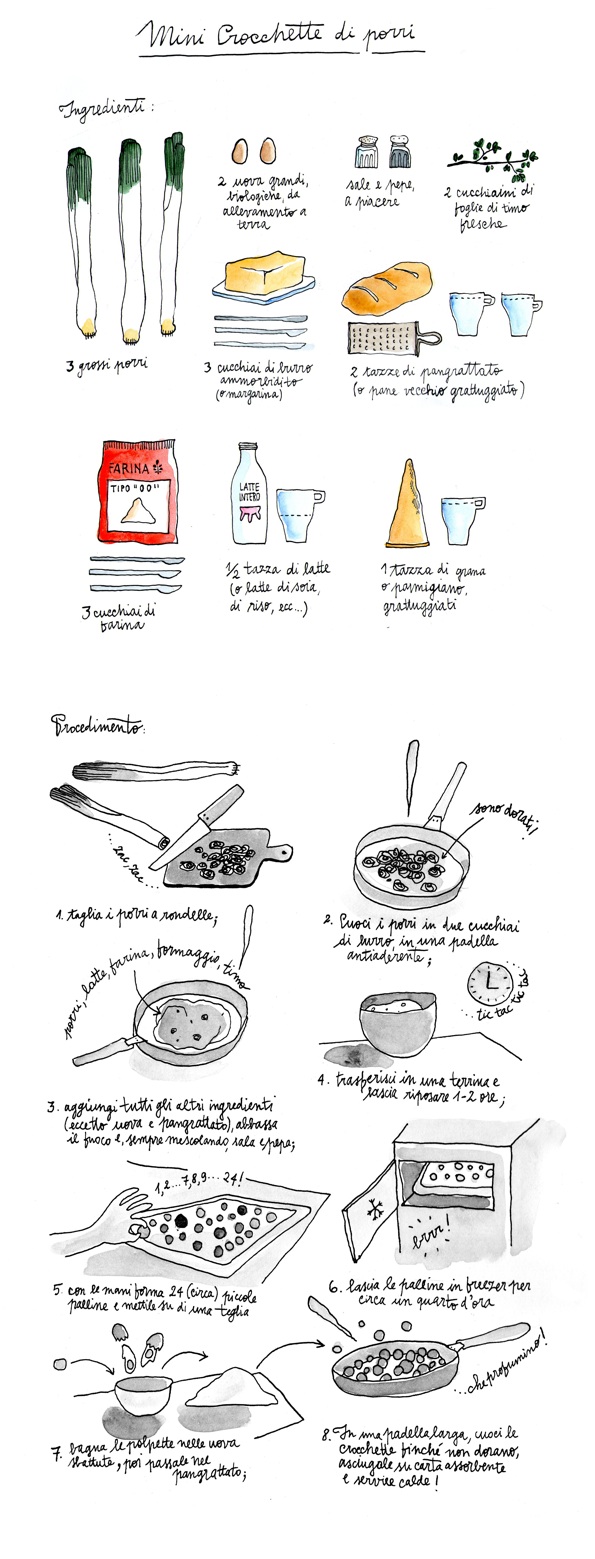 Mini Crocchette di porri
Ingredienti:
3 grossi porri
2 uova grandi,
biologiche, da
allevamento a
terra
sale e pepe,
a piacere
2 cucchiaini di
foglie di timo
fresche
3 cucchiai di burro
ammorbidito
(o margarina)
2 tazze di pangrattato
(o pane vecchio grattuggiato)
FARINA
TIPO "00"
3 cucchiai di
farina
LATTE
INTERO
1/2 tazza di latte
(o latte di soia,
di riso, ecc...)
1 tazza di grana
o parmigiano,
grattuggiati
Procedimento:
...zac, zac...
1. taglia i porri a rondelle;
sono dorati!
2. Cuoci i porri in due cucchiai
di burro, in una padella
antiaderente;
porri, latte, farina, formaggio, timo
3. aggiungi tutti gli altri ingredienti
(eccetto uova e pangrattato), abbassa
il fuoco e, sempre mescolando, sala e pepa;
...tic tac tic tac...
4. trasferisci in una terrina e
lascia riposare 1-2 ore;
1, 2... 7, 8, 9... 24!
5. con le mani forma 24 (circa) piccole
palline e mettile su di una teglia
brrr!
6. lascia le palline in freezer per
circa un quarto d'ora
7. bagna le polpette nelle uova
sbattute, poi passale nel
pangrattato;
...che profumino!
8. In una padella larga, cuoci le
crocchette finché non dorano,
asciugale su carta assorbente
e servile calde!